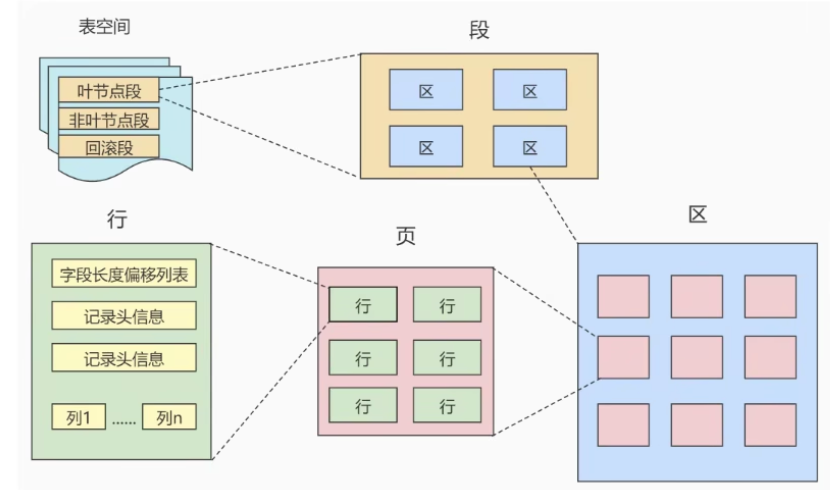 表空间
叶节点段
非叶节点段
回滚段
段
区 区
区 区
行
字段长度偏移列表
记录头信息
记录头信息
列1 ...... 列n
页
行 行
行 行
行 行
区